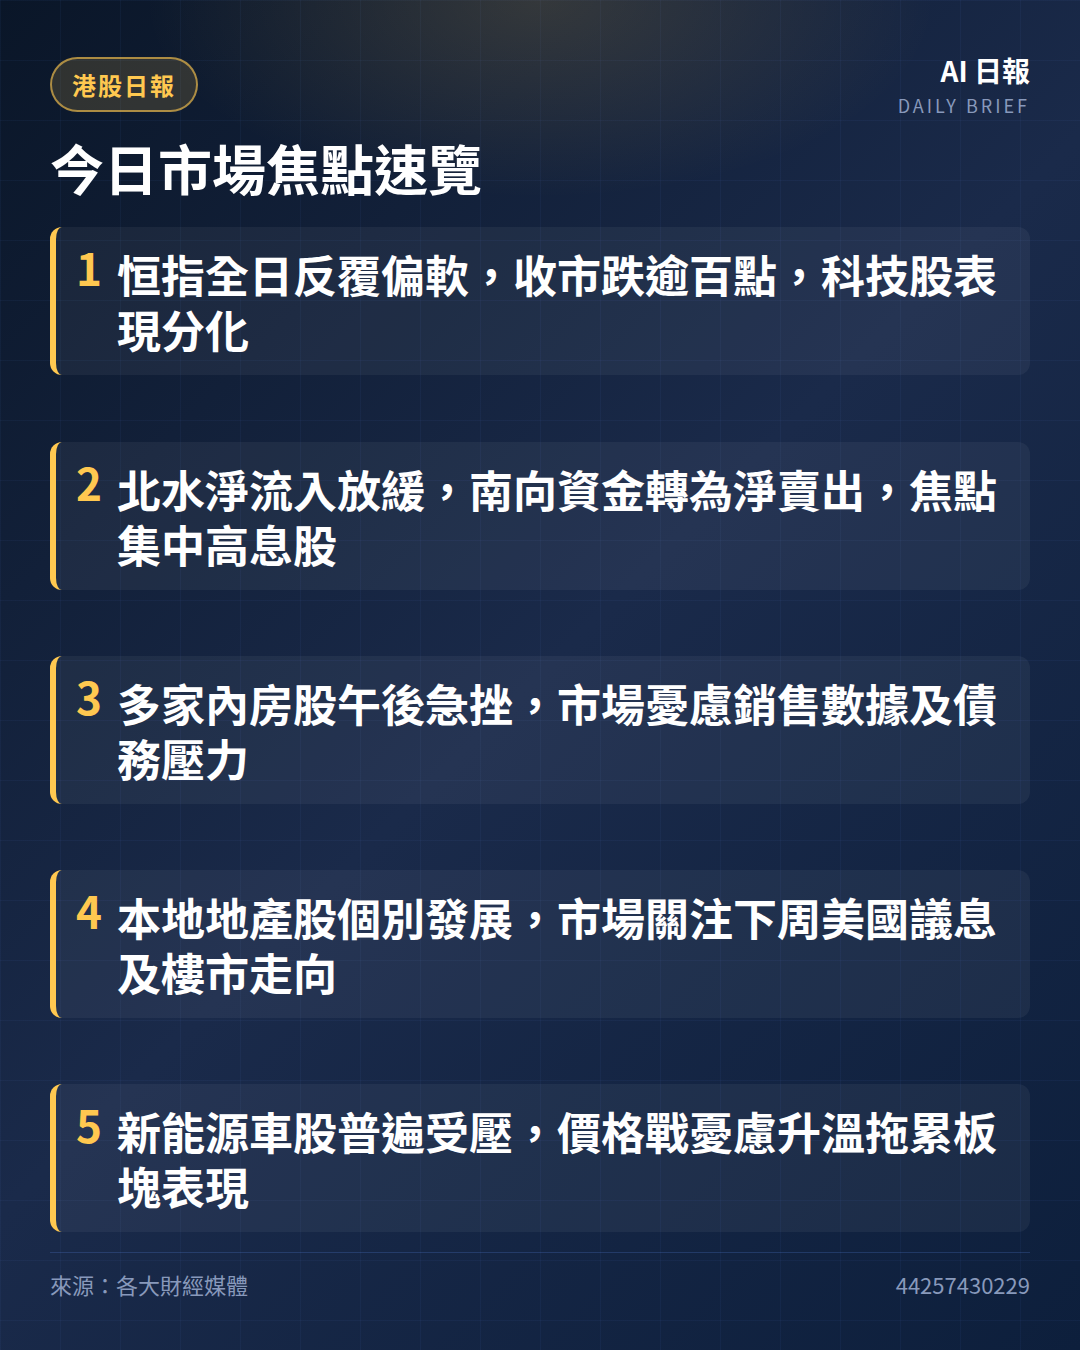 港股日報
AI 日報
DAILY BRIEF
今日市場焦點速覽
1 恒指全日反覆偏軟，收市跌逾百點，科技股表
現分化
2 北水淨流入放緩，南向資金轉為淨賣出，焦點
集中高息股
3 多家內房股午後急挫，市場憂慮銷售數據及債
務壓力
4 本地地產股個別發展，市場關注下周美國議息
及樓市走向
5 新能源車股普遍受壓，價格戰憂慮升溫拖累板
塊表現
來源：各大財經媒體
44257430229